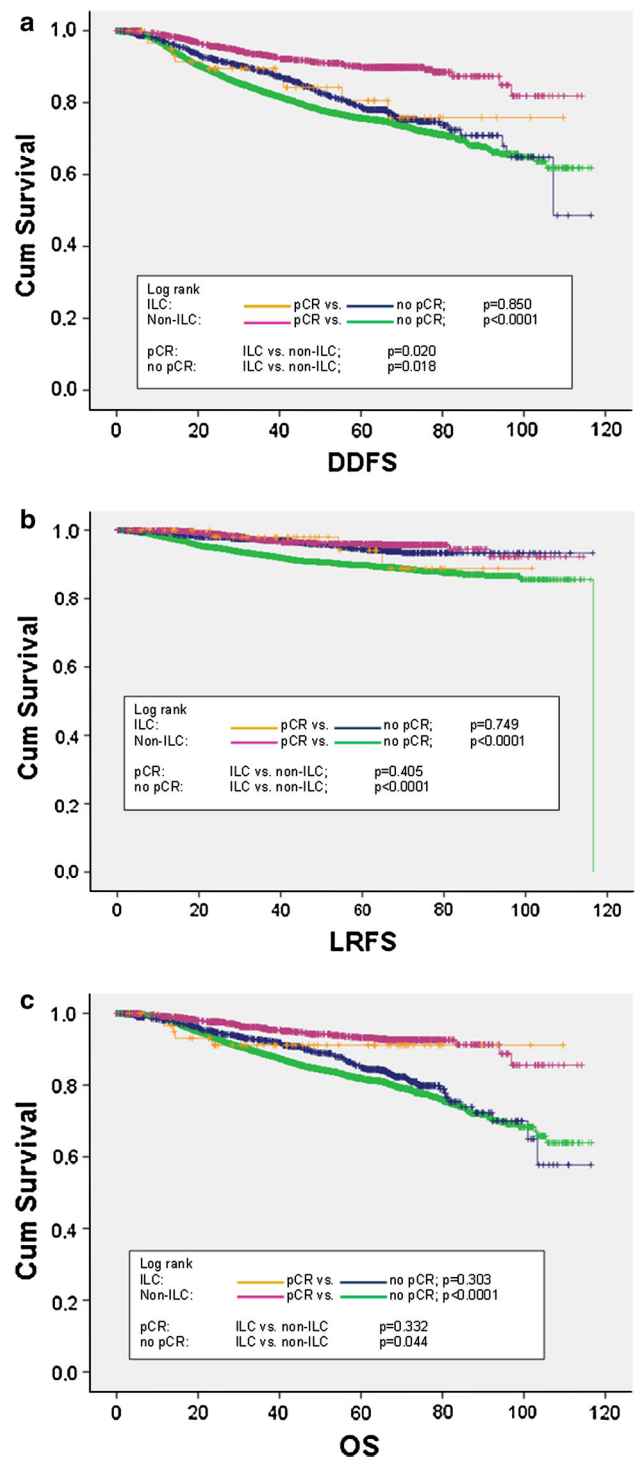 a
Cum Survival
1.0
0.8
0.6
0.4
0.2
0.0
Log rank
ILC: pCR vs. no pCR; p=0.850
Non-ILC: pCR vs. no pCR; p<0.0001
pCR: ILC vs. non-ILC; p=0.020
no pCR: ILC vs. non-ILC; p=0.018
0 20 40 60 80 100 120
DDFS
b
Cum Survival
1.0
0.8
0.6
0.4
0,2
0.0
Log rank
ILC: pCR vs. no pCR; p=0.749
Non-ILC: pCR vs. no pCR; p<0.0001
pCR: ILC vs. non-ILC; p=0.405
no pCR: ILC vs. non-ILC; p<0.0001
0 20 40 60 80 100 120
LRFS
c
Cum Survival
1.0
0.8
0.6
0.4
0.2
0.0
Log rank
ILC: pCR vs. no pCR; p=0.303
Non-ILC: pCR vs. no pCR; p<0.0001
pCR: ILC vs. non-ILC p=0.332
no pCR: ILC vs. non-ILC p=0.044
0 20 40 60 80 100 120
OS